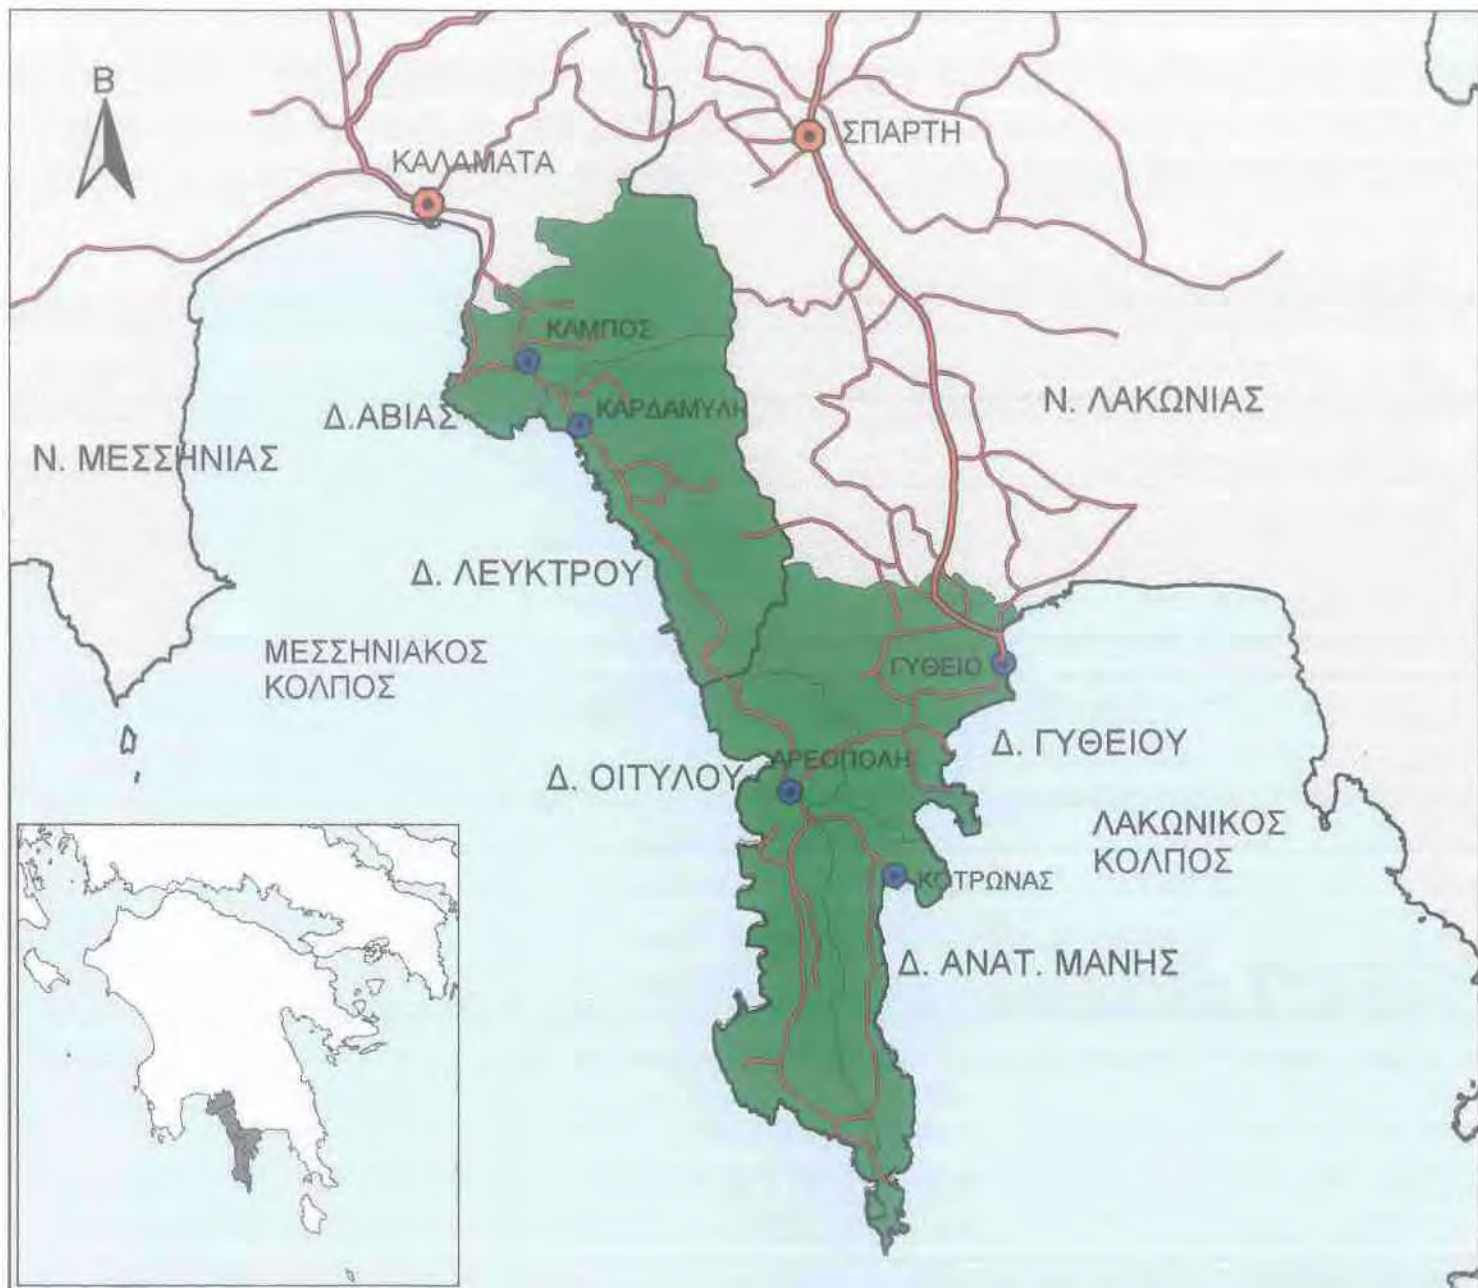 Β
ΣΠΑΡΤΗ
ΚΑΛΑΜΑΤΑ
ΚΑΜΠΟΣ
Ν. ΛΑΚΩΝΙΑΣ
Δ.ΑΒΙΑΣ
ΚΑΡΔΑΜΥΛΗ
Ν. ΜΕΣΣΗΝΙΑΣ
Δ. ΛΕΥΚΤΡΟΥ
ΜΕΣΣΗΝΙΑΚΟΣ
ΚΟΛΠΟΣ
ΓΥΘΕΙΟ
Δ. ΓΥΘΕΙΟΥ
Δ. ΟΙΤΥΛΟΥ
ΑΡΕΟΠΟΛΗ
ΛΑΚΩΝΙΚΟΣ
ΚΟΛΠΟΣ
ΚΟΤΡΩΝΑΣ
Δ. ΑΝΑΤ. ΜΑΝΗΣ